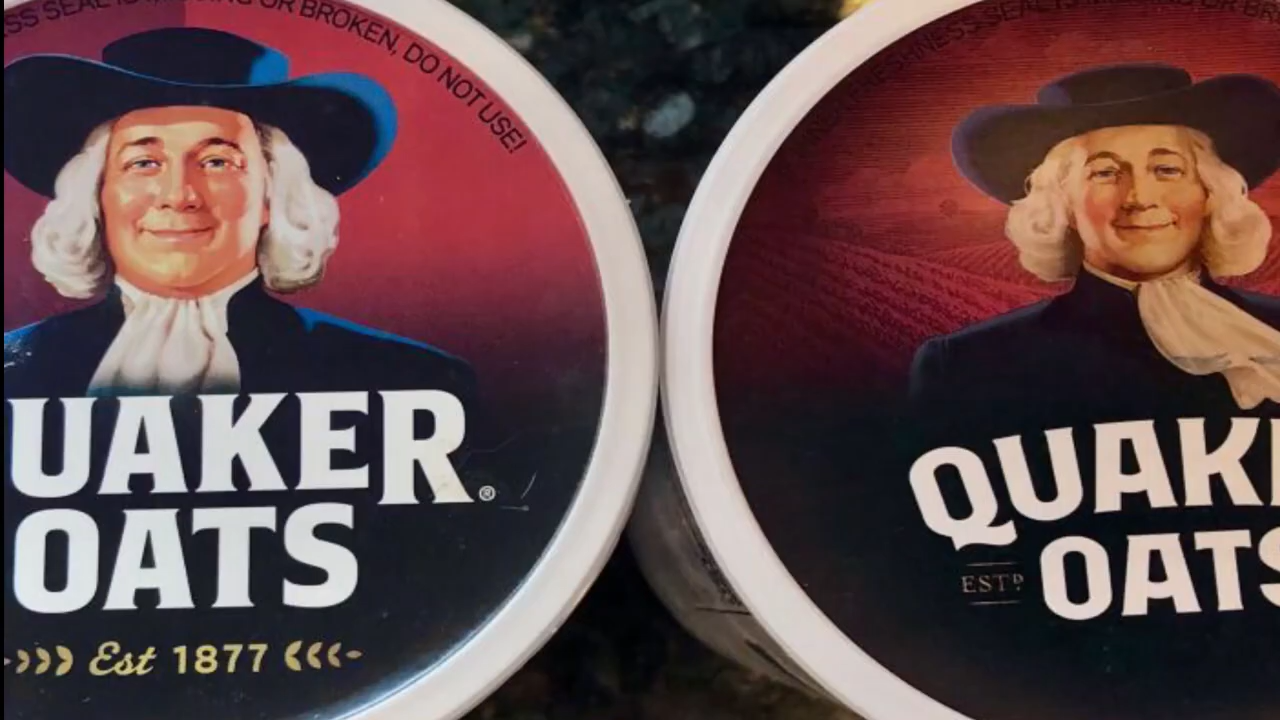 SS SEAL IS MISSING OR BROKEN, DO NOT USE!
UAKER®
OATS
Est 1877
FRESHNESS SEAL IS MISSING OR BR
QUAK
ESTD
OATS